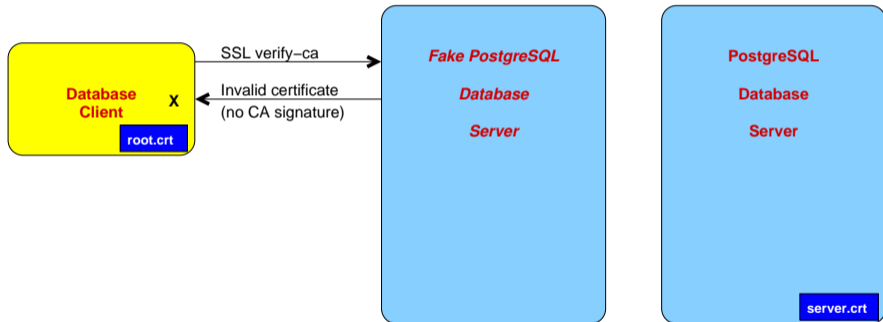 Database
Client
X
root.crt
SSL verify–ca
Invalid certificate
(no CA signature)
Fake PostgreSQL
Database
Server
PostgreSQL
Database
Server
server.crt